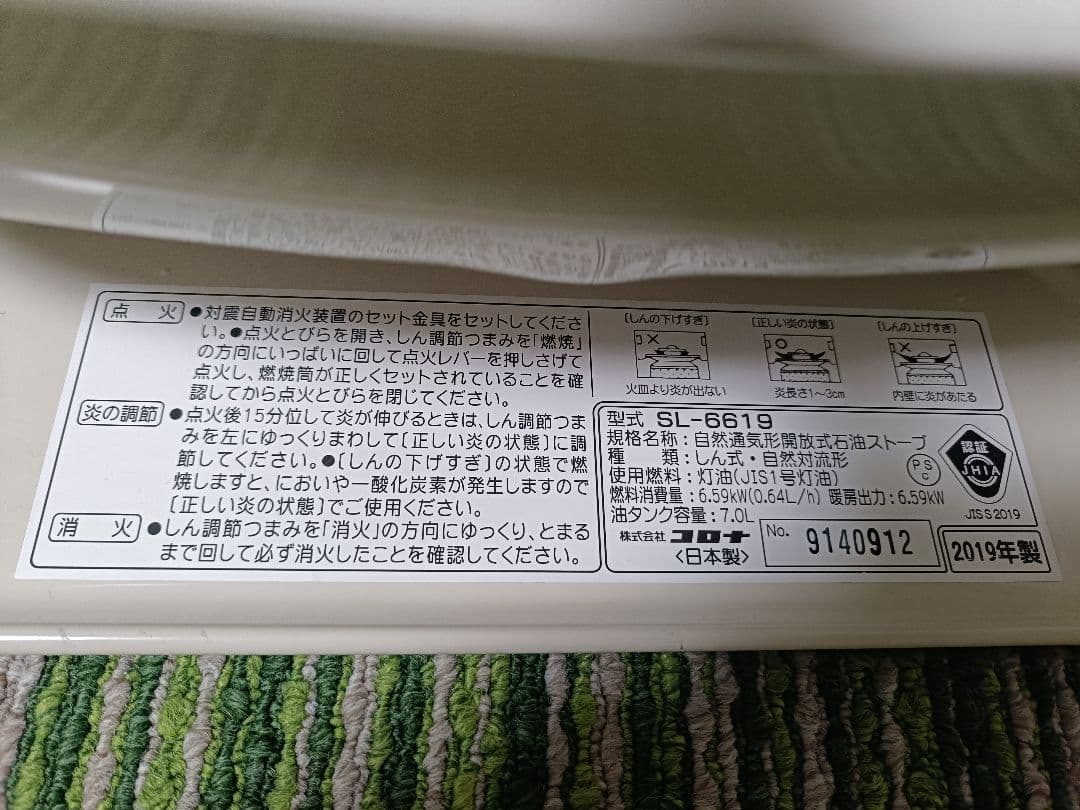 点　火 ●対震自動消火装置のセット金具をセットしてくださ
い。●点火とびらを開き、しん調節つまみを「燃焼」
の方向にいっぱいに回して点火レバーを押しさげて
点火し、燃焼筒が正しくセットされていることを確
認してから点火とびらを閉じてください。
炎の調節 ●点火後15分位して炎が伸びるときは、しん調節つま
みを左にゆっくりまわして〔正しい炎の状態〕に調
節してください。●〔しんの下げすぎ〕の状態で燃
焼しますと、においや一酸化炭素が発生しますので
〔正しい炎の状態〕でご使用ください。
消　火 ●しん調節つまみを「消火」の方向にゆっくり、とまる
まで回して必ず消火したことを確認してください。
〔しんの下げすぎ〕
火皿より炎が出ない
〔正しい炎の状態〕
炎長さ1〜3cm
〔しんの上げすぎ〕
内壁に炎があたる
型式 SL-6619
規格名称：自然通気形開放式石油ストーブ
種　類：しん式・自然対流形
使用燃料：灯油(JIS1号灯油)
燃料消費量：6.59kW(0.64L/h) 暖房出力：6.59kW
油タンク容量：7.0L
PS
C
認証
JHIA
JISS2019
株式会社 コロナ
〈日本製〉
No. 9140912
2019年製